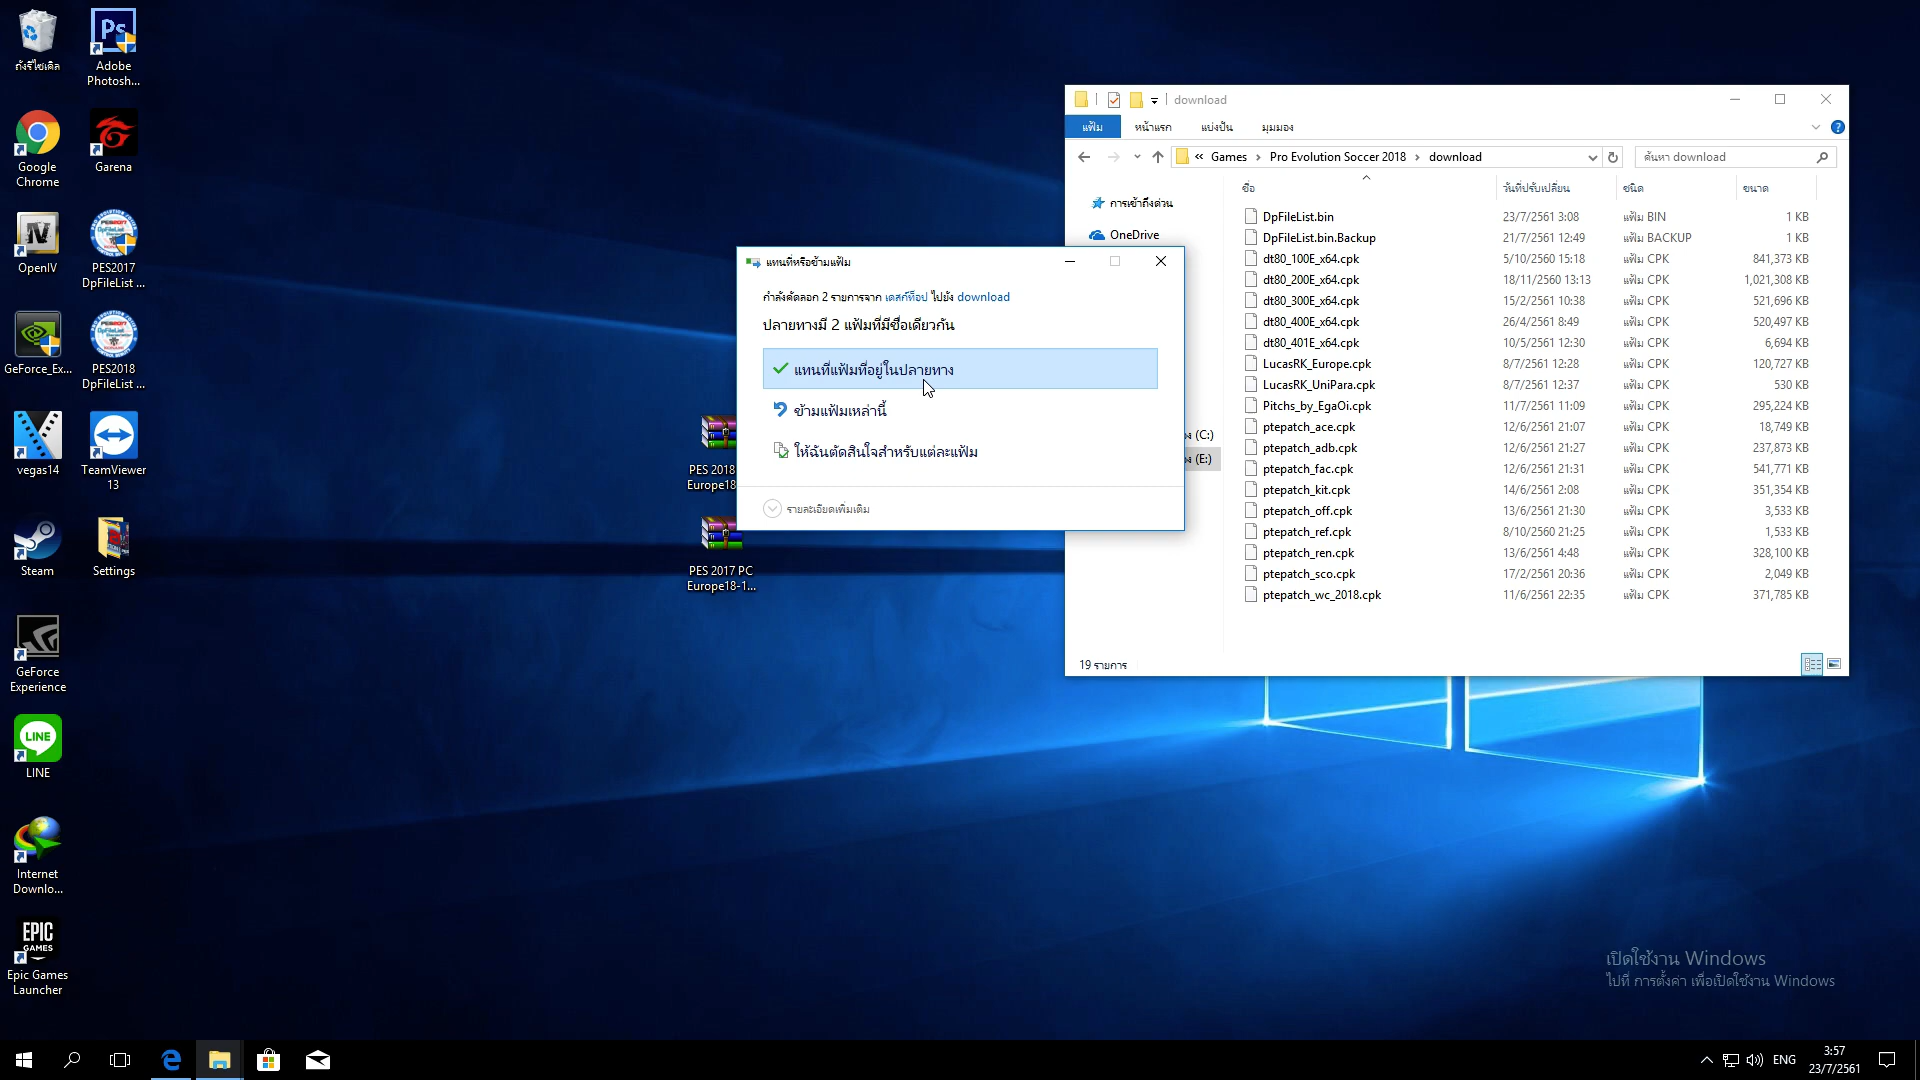 ถังรีไซเคิล
Adobe
Photosh...
Google
Chrome
Garena
OpenIV
PES2017
DpFileList ...
GeForce_Ex...
PES2018
DpFileList ...
vegas14
TeamViewer
13
Steam
Settings
GeForce
Experience
LINE
LINE
Internet
Downlo...
EPIC
GAMES
Epic Games
Launcher
PES 2018
Europe18
PES 2017 PC
Europe18-1...
แทนที่หรือข้ามแฟ้ม
กำลังคัดลอก 2 รายการจาก เดสก์ท็อป ไปยัง download
ปลายทางมี 2 แฟ้มที่มีชื่อเดียวกัน
แทนที่แฟ้มที่อยู่ในปลายทาง
ข้ามแฟ้มเหล่านี้
ให้ฉันตัดสินใจสำหรับแต่ละแฟ้ม
รายละเอียดเพิ่มเติม
download
แฟ้ม หน้าแรก แบ่งปัน มุมมอง
« Games › Pro Evolution Soccer 2018 › download
ค้นหา download
การเข้าถึงด่วน
OneDrive
(C:)
(E:)
ชื่อ วันที่ปรับเปลี่ยน ชนิด ขนาด
DpFileList.bin 23/7/2561 3:08 แฟ้ม BIN 1 KB
DpFileList.bin.Backup 21/7/2561 12:49 แฟ้ม BACKUP 1 KB
dt80_100E_x64.cpk 5/10/2560 15:18 แฟ้ม CPK 841,373 KB
dt80_200E_x64.cpk 18/11/2560 13:13 แฟ้ม CPK 1,021,308 KB
dt80_300E_x64.cpk 15/2/2561 10:38 แฟ้ม CPK 521,696 KB
dt80_400E_x64.cpk 26/4/2561 8:49 แฟ้ม CPK 520,497 KB
dt80_401E_x64.cpk 10/5/2561 12:30 แฟ้ม CPK 6,694 KB
LucasRK_Europe.cpk 8/7/2561 12:28 แฟ้ม CPK 120,727 KB
LucasRK_UniPara.cpk 8/7/2561 12:37 แฟ้ม CPK 530 KB
Pitchs_by_EgaOi.cpk 11/7/2561 11:09 แฟ้ม CPK 295,224 KB
ptepatch_ace.cpk 12/6/2561 21:07 แฟ้ม CPK 18,749 KB
ptepatch_adb.cpk 12/6/2561 21:27 แฟ้ม CPK 237,873 KB
ptepatch_fac.cpk 12/6/2561 21:31 แฟ้ม CPK 541,771 KB
ptepatch_kit.cpk 14/6/2561 2:08 แฟ้ม CPK 351,354 KB
ptepatch_off.cpk 13/6/2561 21:30 แฟ้ม CPK 3,533 KB
ptepatch_ref.cpk 8/10/2560 21:25 แฟ้ม CPK 1,533 KB
ptepatch_ren.cpk 13/6/2561 4:48 แฟ้ม CPK 328,100 KB
ptepatch_sco.cpk 17/2/2561 20:36 แฟ้ม CPK 2,049 KB
ptepatch_wc_2018.cpk 11/6/2561 22:35 แฟ้ม CPK 371,785 KB
19 รายการ
เปิดใช้งาน Windows
ไปที่ การตั้งค่า เพื่อเปิดใช้งาน Windows
ENG
3:57
23/7/2561